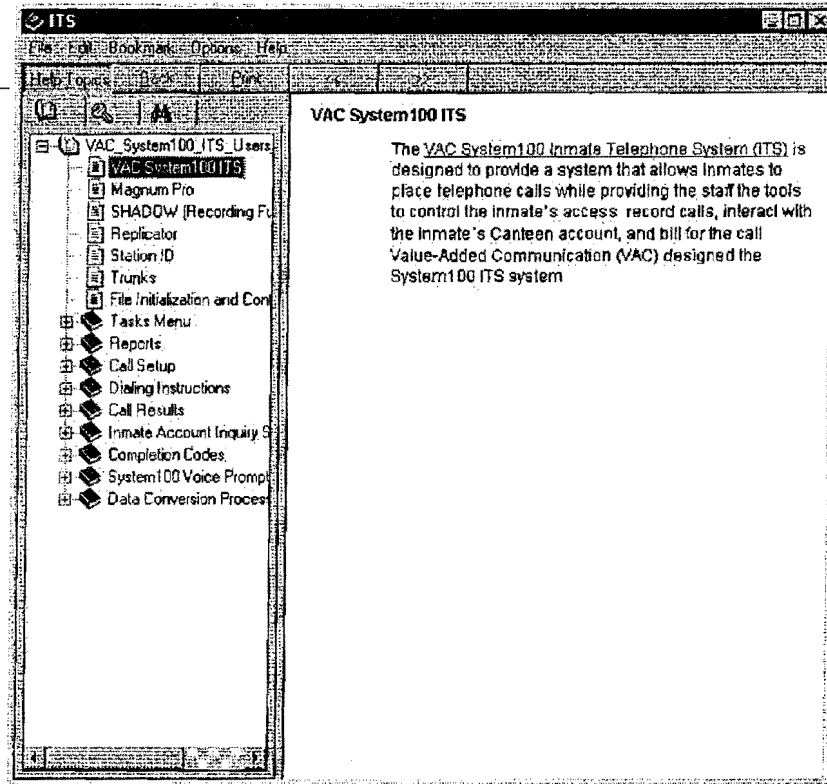 ITS
File Edit Bookmark Options Help
Help Topics Back Print << >>
VAC_System100_ITS_Users
VAC System100 ITS
Magnum Pro
SHADOW (Recording Fu
Replicator
Station ID
Trunks
File Initialization and Con
Tasks Menu
Reports
Call Setup
Dialing Instructions
Call Results
Inmate Account Inquiry S
Completion Codes
System100 Voice Prompt
Data Conversion Process
VAC System100 ITS
The VAC System100 Inmate Telephone System (ITS) is
designed to provide a system that allows Inmates to
place telephone calls while providing the staff the tools
to control the inmate's access record calls, interact with
the Inmate's Canteen account, and bill for the call
Value-Added Communication (VAC) designed the
System100 ITS system